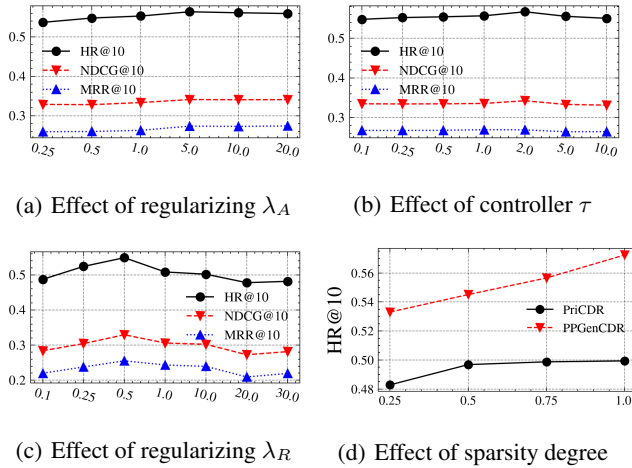 0.5
0.4
0.3
HR@10
NDCG@10
MRR@10
0.25 0.5 1.0 5.0 10.0 20.0
(a) Effect of regularizing λ_A
0.5
0.4
0.3
HR@10
NDCG@10
MRR@10
0.1 0.25 0.5 1.0 2.0 5.0 10.0
(b) Effect of controller τ
0.5
0.4
0.3
0.2
HR@10
NDCG@10
MRR@10
0.1 0.25 0.5 1.0 10.0 20.0 30.0
(c) Effect of regularizing λ_R
HR@10
0.56
0.54
0.52
0.50
0.48
PriCDR
PPGenCDR
0.25 0.5 0.75 1.0
(d) Effect of sparsity degree